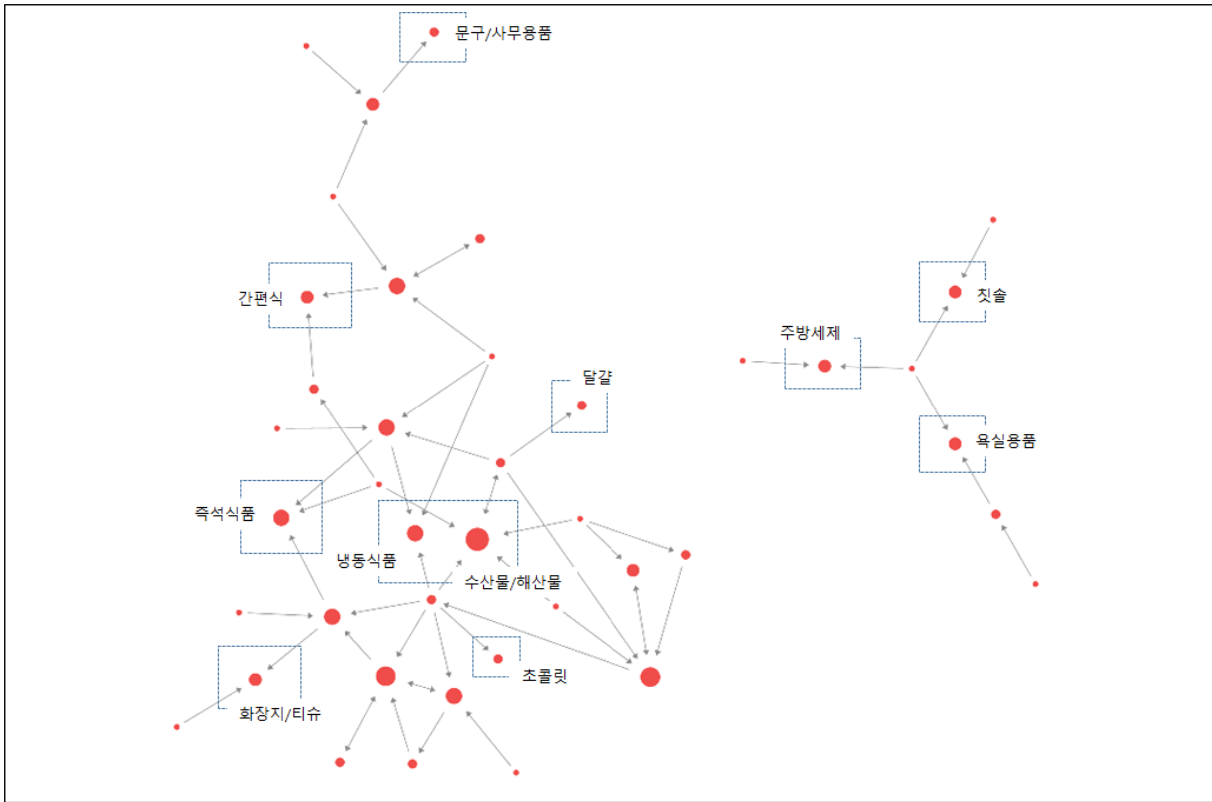 문구/사무용품
간편식
칫솔
주방세제
달걀
욕실용품
즉석식품
냉동식품
수산물/해산물
초콜릿
화장지/티슈